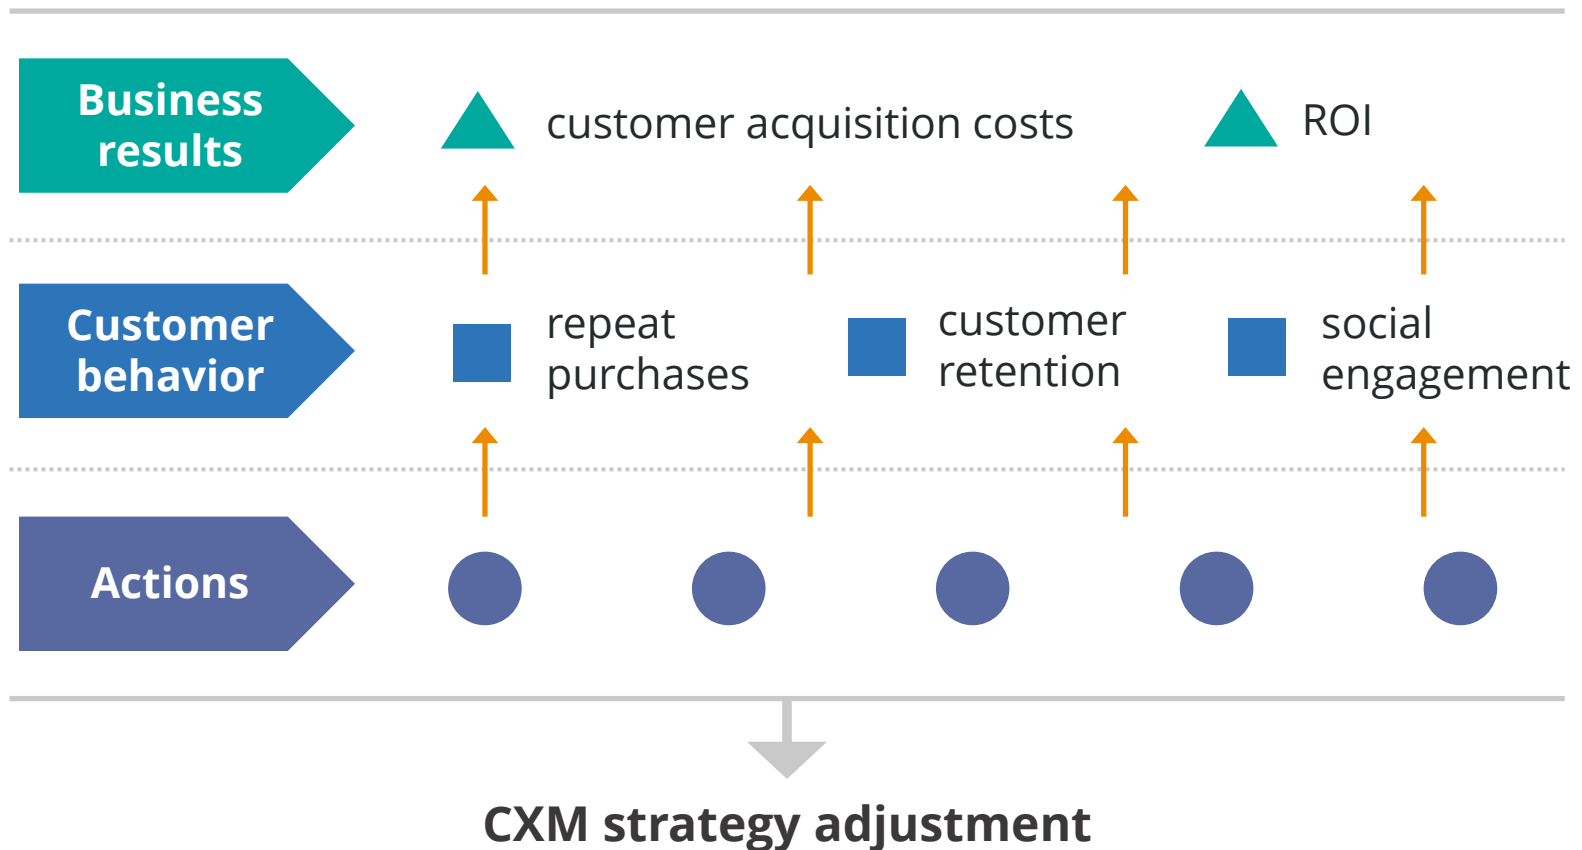 Business
results
customer acquisition costs
ROI
Customer
behavior
repeat
purchases
customer
retention
social
engagement
Actions
CXM strategy adjustment